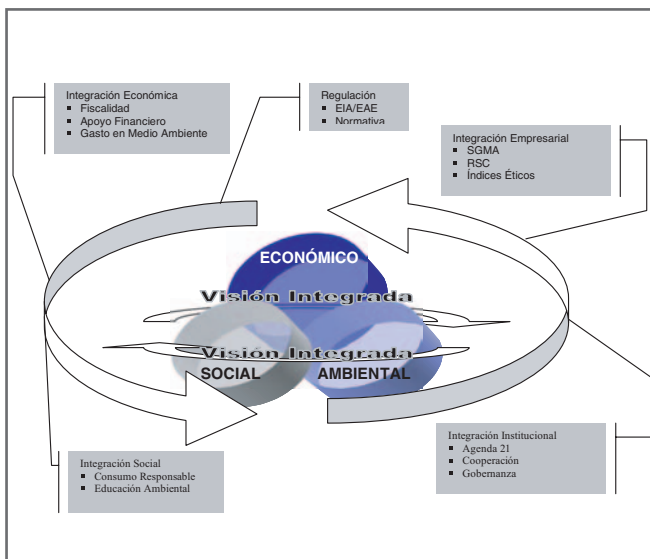 Integración Económica
▪ Fiscalidad
▪ Apoyo Financiero
▪ Gasto en Medio Ambiente
Regulación
▪ EIA/EAE
▪ Normativa
Integración Empresarial
▪ SGMA
▪ RSC
▪ Índices Éticos
ECONÓMICO
Visión Integrada
Visión Integrada
SOCIAL
AMBIENTAL
Integración Social
▪ Consumo Responsable
▪ Educación Ambiental
Integración Institucional
▪ Agenda 21
▪ Cooperación
▪ Gobernanza